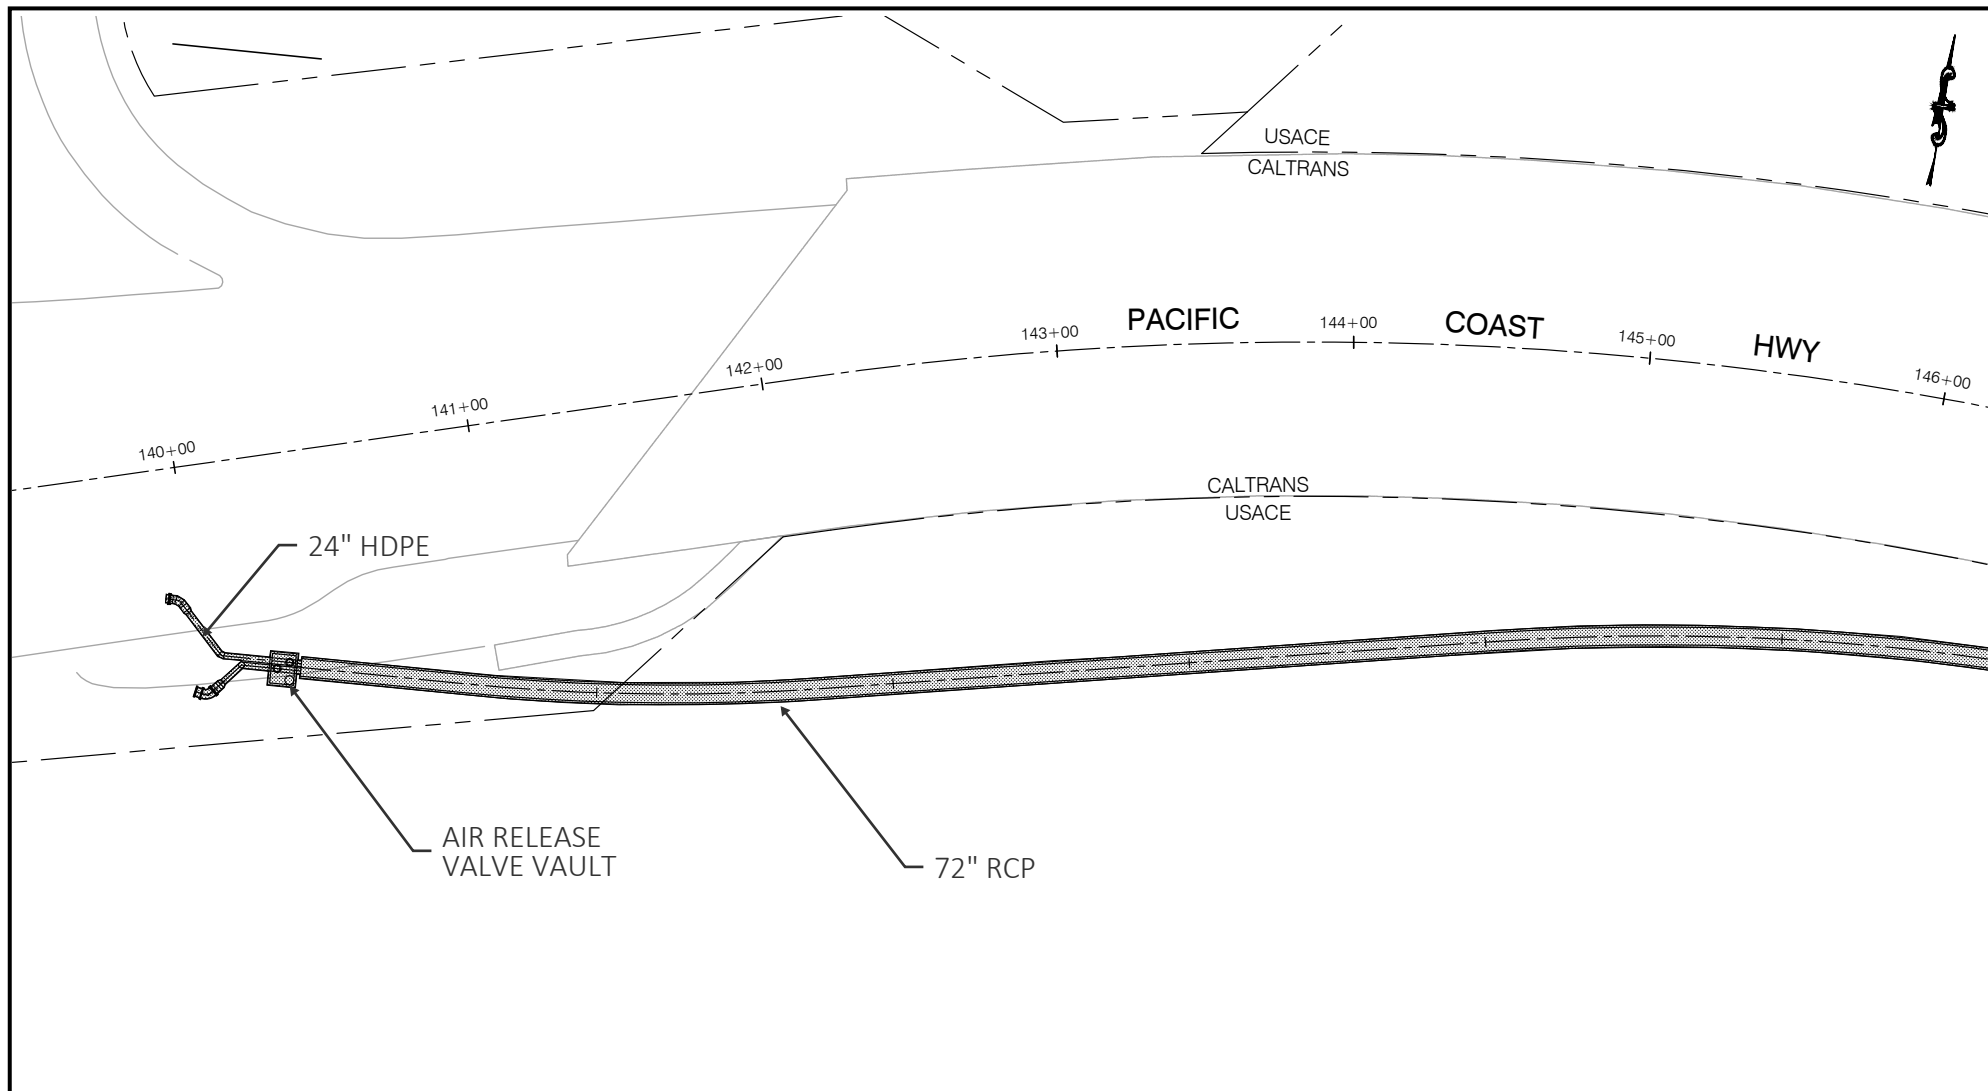 USACE
CALTRANS
PACIFIC COAST HWY
140+00
141+00
142+00
143+00
144+00
145+00
146+00
CALTRANS
USACE
24" HDPE
AIR RELEASE
VALVE VAULT
72" RCP